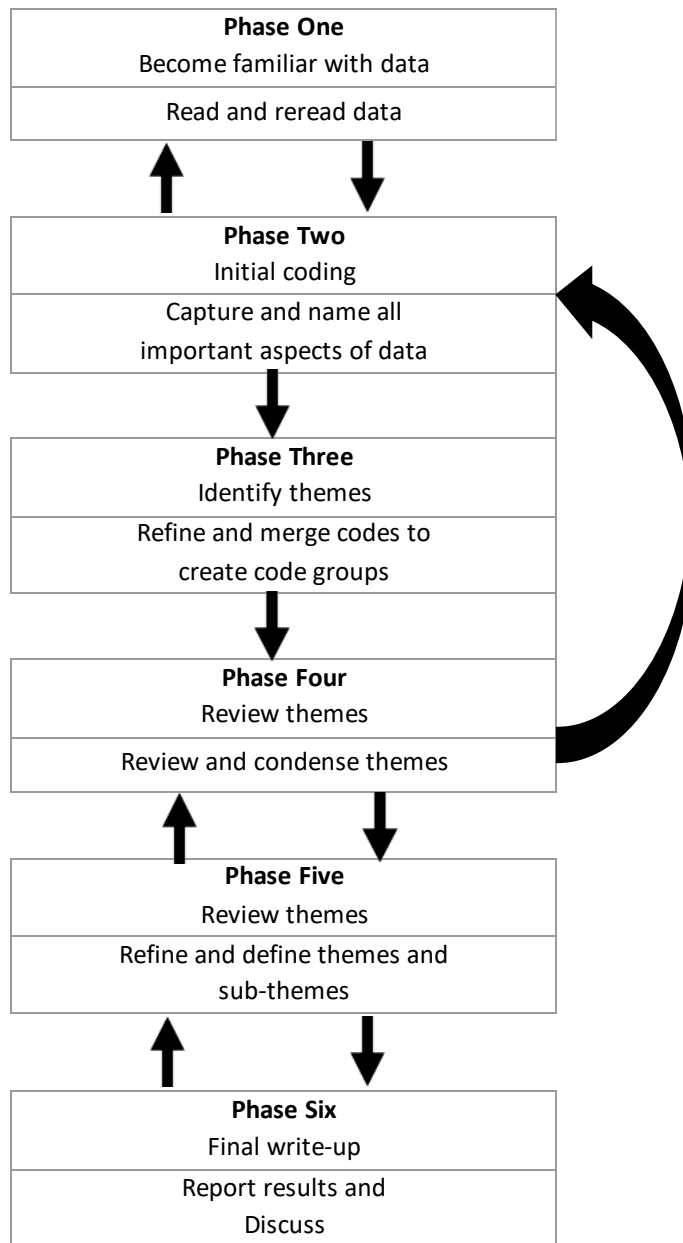 Phase One
Become familiar with data
Read and reread data
Phase Two
Initial coding
Capture and name all
important aspects of data
Phase Three
Identify themes
Refine and merge codes to
create code groups
Phase Four
Review themes
Review and condense themes
Phase Five
Review themes
Refine and define themes and
sub-themes
Phase Six
Final write-up
Report results and
Discuss